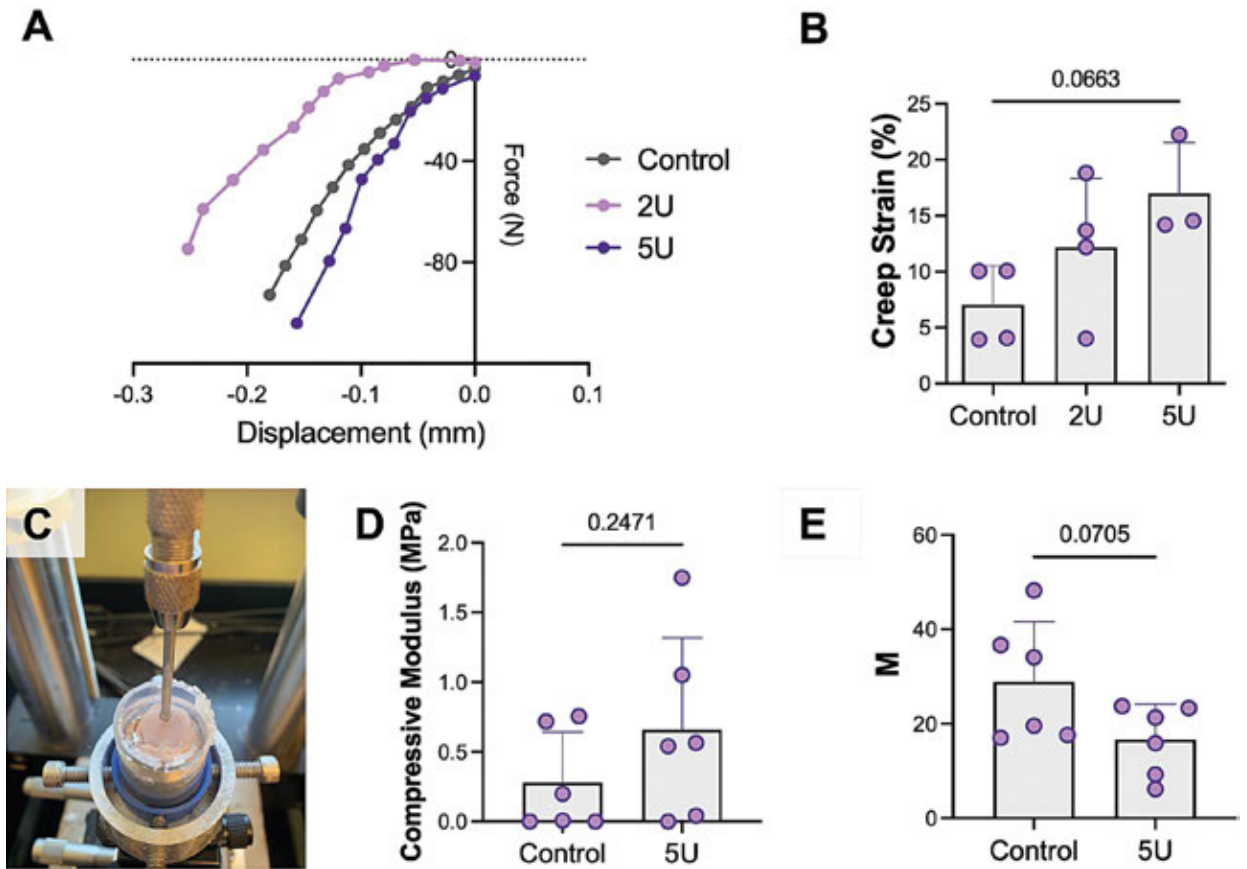 A
0
-40
-80
Force (N)
-0.3
-0.2
-0.1
0.0
0.1
Displacement (mm)
Control
2U
5U
B
0.0663
25
20
15
10
5
0
Creep Strain (%)
Control
2U
5U
C
D
0.2471
2.0
1.5
1.0
0.5
0.0
Compressive Modulus (MPa)
Control
5U
E
0.0705
60
40
20
0
M
Control
5U